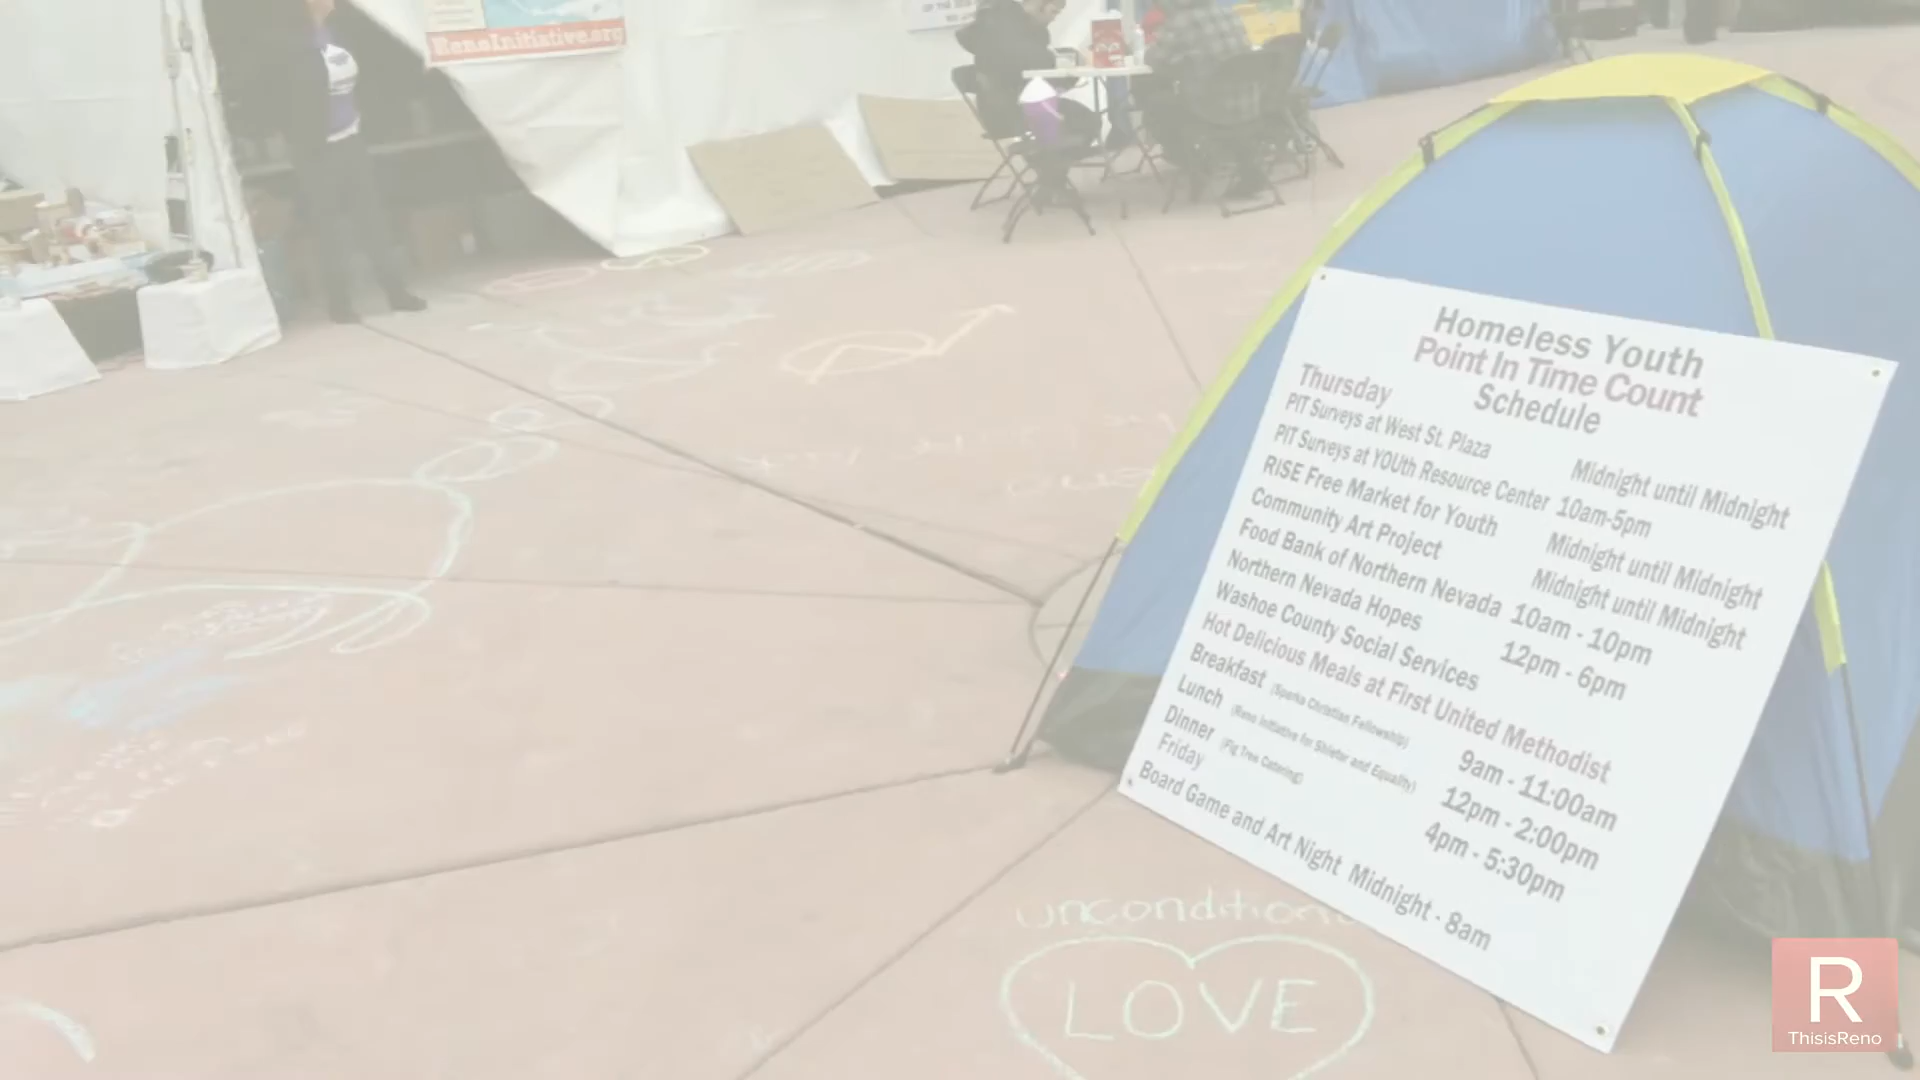 RenoInitiative.org
Homeless Youth
Point In Time Count
Schedule
Thursday
PIT Surveys at West St. Plaza Midnight until Midnight
PIT Surveys at YOUth Resource Center 10am-5pm
RISE Free Market for Youth Midnight until Midnight
Community Art Project Midnight until Midnight
Food Bank of Northern Nevada 10am - 10pm
Northern Nevada Hopes 12pm - 6pm
Washoe County Social Services
Hot Delicious Meals at First United Methodist
Breakfast (Sparks Christian Fellowship) 9am - 11:00am
Lunch (Reno Initiative for Shleter and Equality) 12pm - 2:00pm
Dinner (Fig Tree Catering) 4pm - 5:30pm
Friday
Board Game and Art Night Midnight - 8am
LOVE
R
ThisisReno